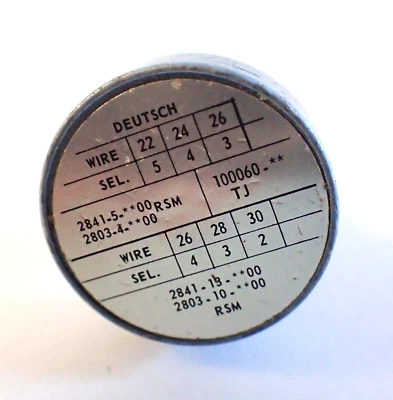 DEUTSCH
WIRE 22 24 26
SEL. 5 4 3
2841-5-**00 RSM 100060-**
2803-4-**00 TJ
WIRE 26 28 30
SEL. 4 3 2
2841-13-**00
2803-10-**00
RSM